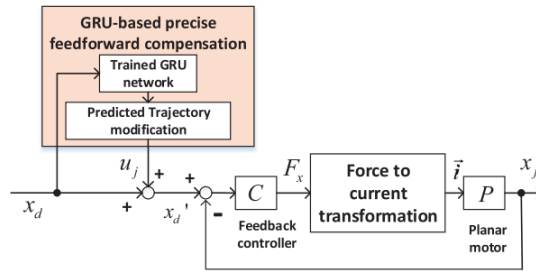 GRU-based precise
feedforward compensation
Trained GRU
network
Predicted Trajectory
modification
u_j
+
+
x_d
x_d'
+
-
C
Feedback
controller
F_x
Force to
current
transformation
\vec{i}
P
Planar
motor
x_j